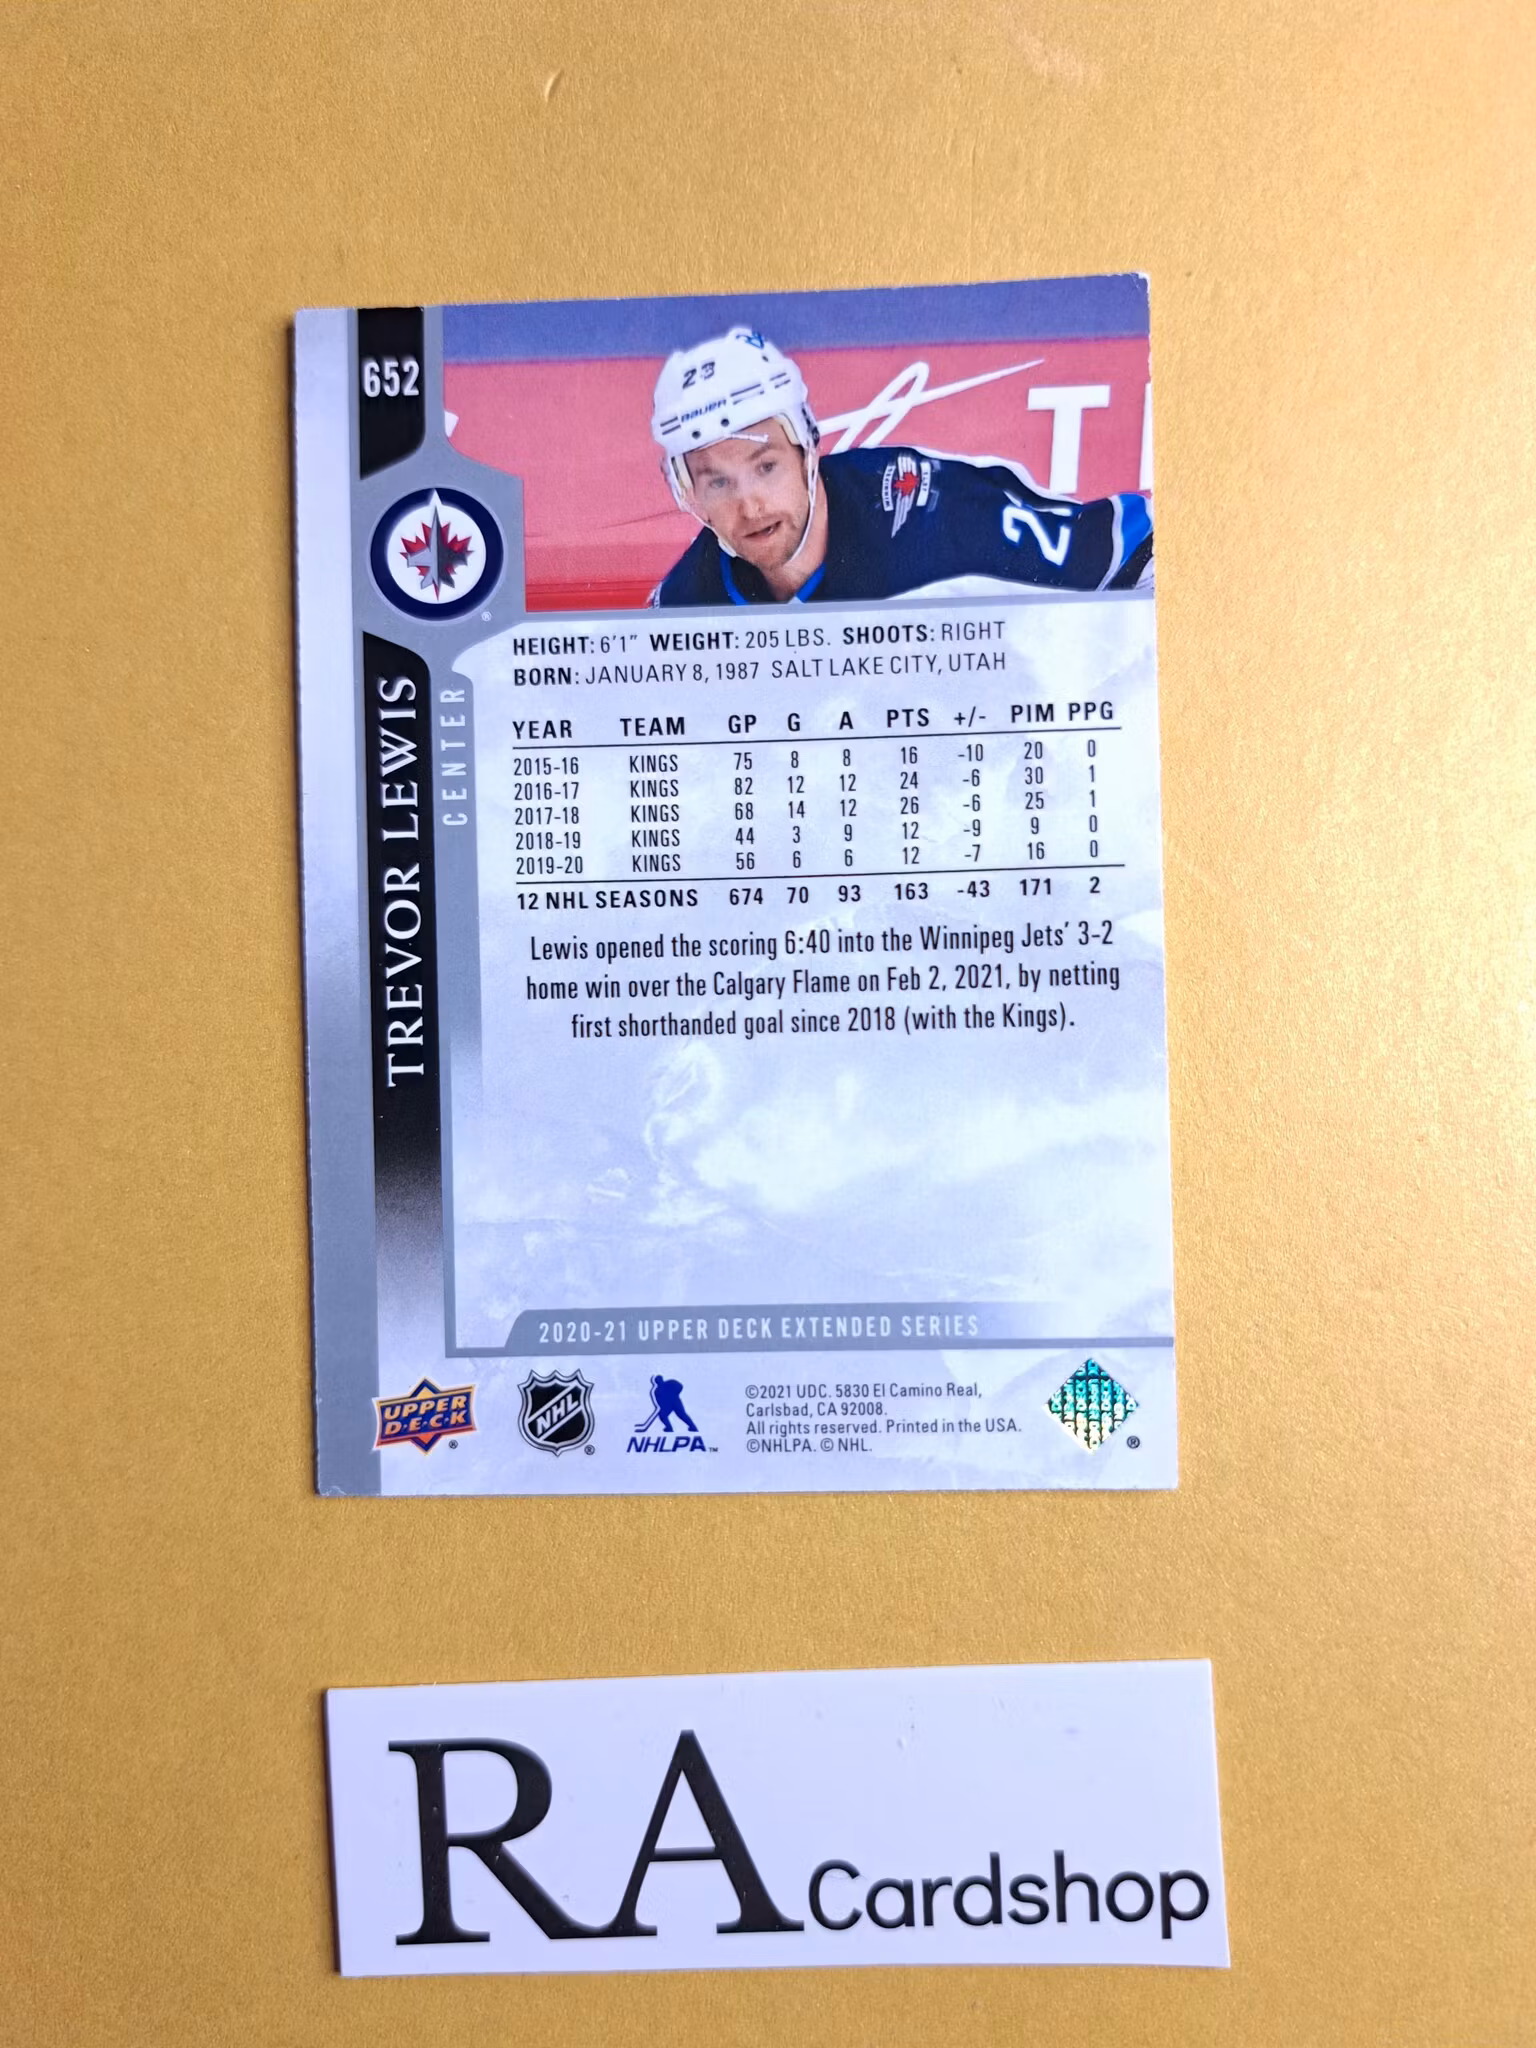 652
23
BAUER
2
T
TREVOR LEWIS
CENTER
HEIGHT: 6'1" WEIGHT: 205 LBS. SHOOTS: RIGHT
BORN: JANUARY 8, 1987 SALT LAKE CITY, UTAH
YEAR TEAM GP G A PTS +/- PIM PPG
2015-16 KINGS 75 8 8 16 -10 20 0
2016-17 KINGS 82 12 12 24 -6 30 1
2017-18 KINGS 68 14 12 26 -6 25 1
2018-19 KINGS 44 3 9 12 -9 9 0
2019-20 KINGS 56 6 6 12 -7 16 0
12 NHL SEASONS 674 70 93 163 -43 171 2
Lewis opened the scoring 6:40 into the Winnipeg Jets' 3-2
home win over the Calgary Flame on Feb 2, 2021, by netting
first shorthanded goal since 2018 (with the Kings).
2020-21 UPPER DECK EXTENDED SERIES
UPPER
D·E·C·K ®
NHL ®
NHLPA™
©2021 UDC. 5830 El Camino Real,
Carlsbad, CA 92008.
All rights reserved. Printed in the USA.
©NHLPA. © NHL.
®
RA Cardshop